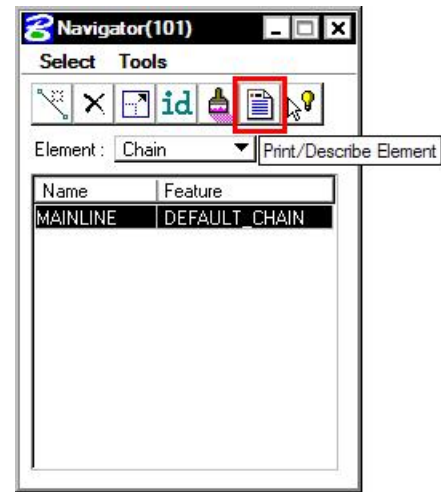 Navigator(101)
Select Tools
id
Element : Chain
Print/Describe Element
Name Feature
MAINLINE DEFAULT_CHAIN